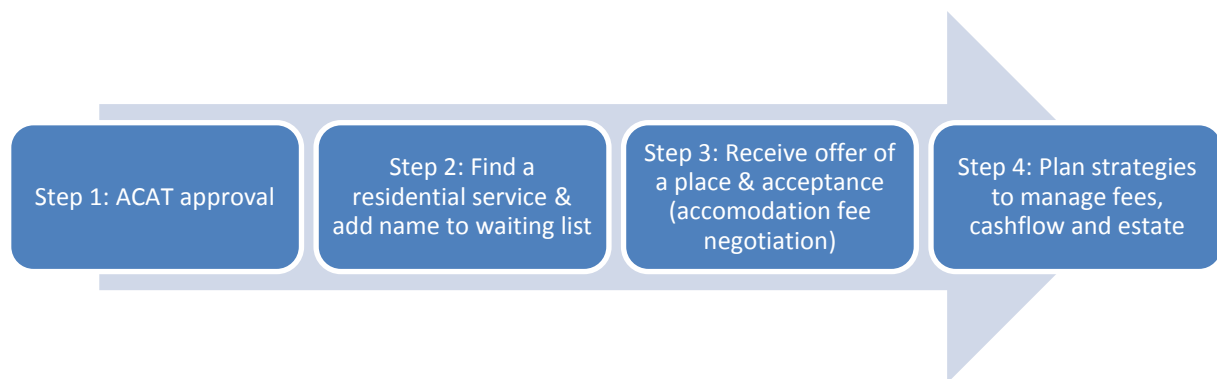 Step 1: ACAT approval
Step 2: Find a
residential service &
add name to waiting list
Step 3: Receive offer of
a place & acceptance
(accomodation fee
negotiation)
Step 4: Plan strategies
to manage fees,
cashflow and estate